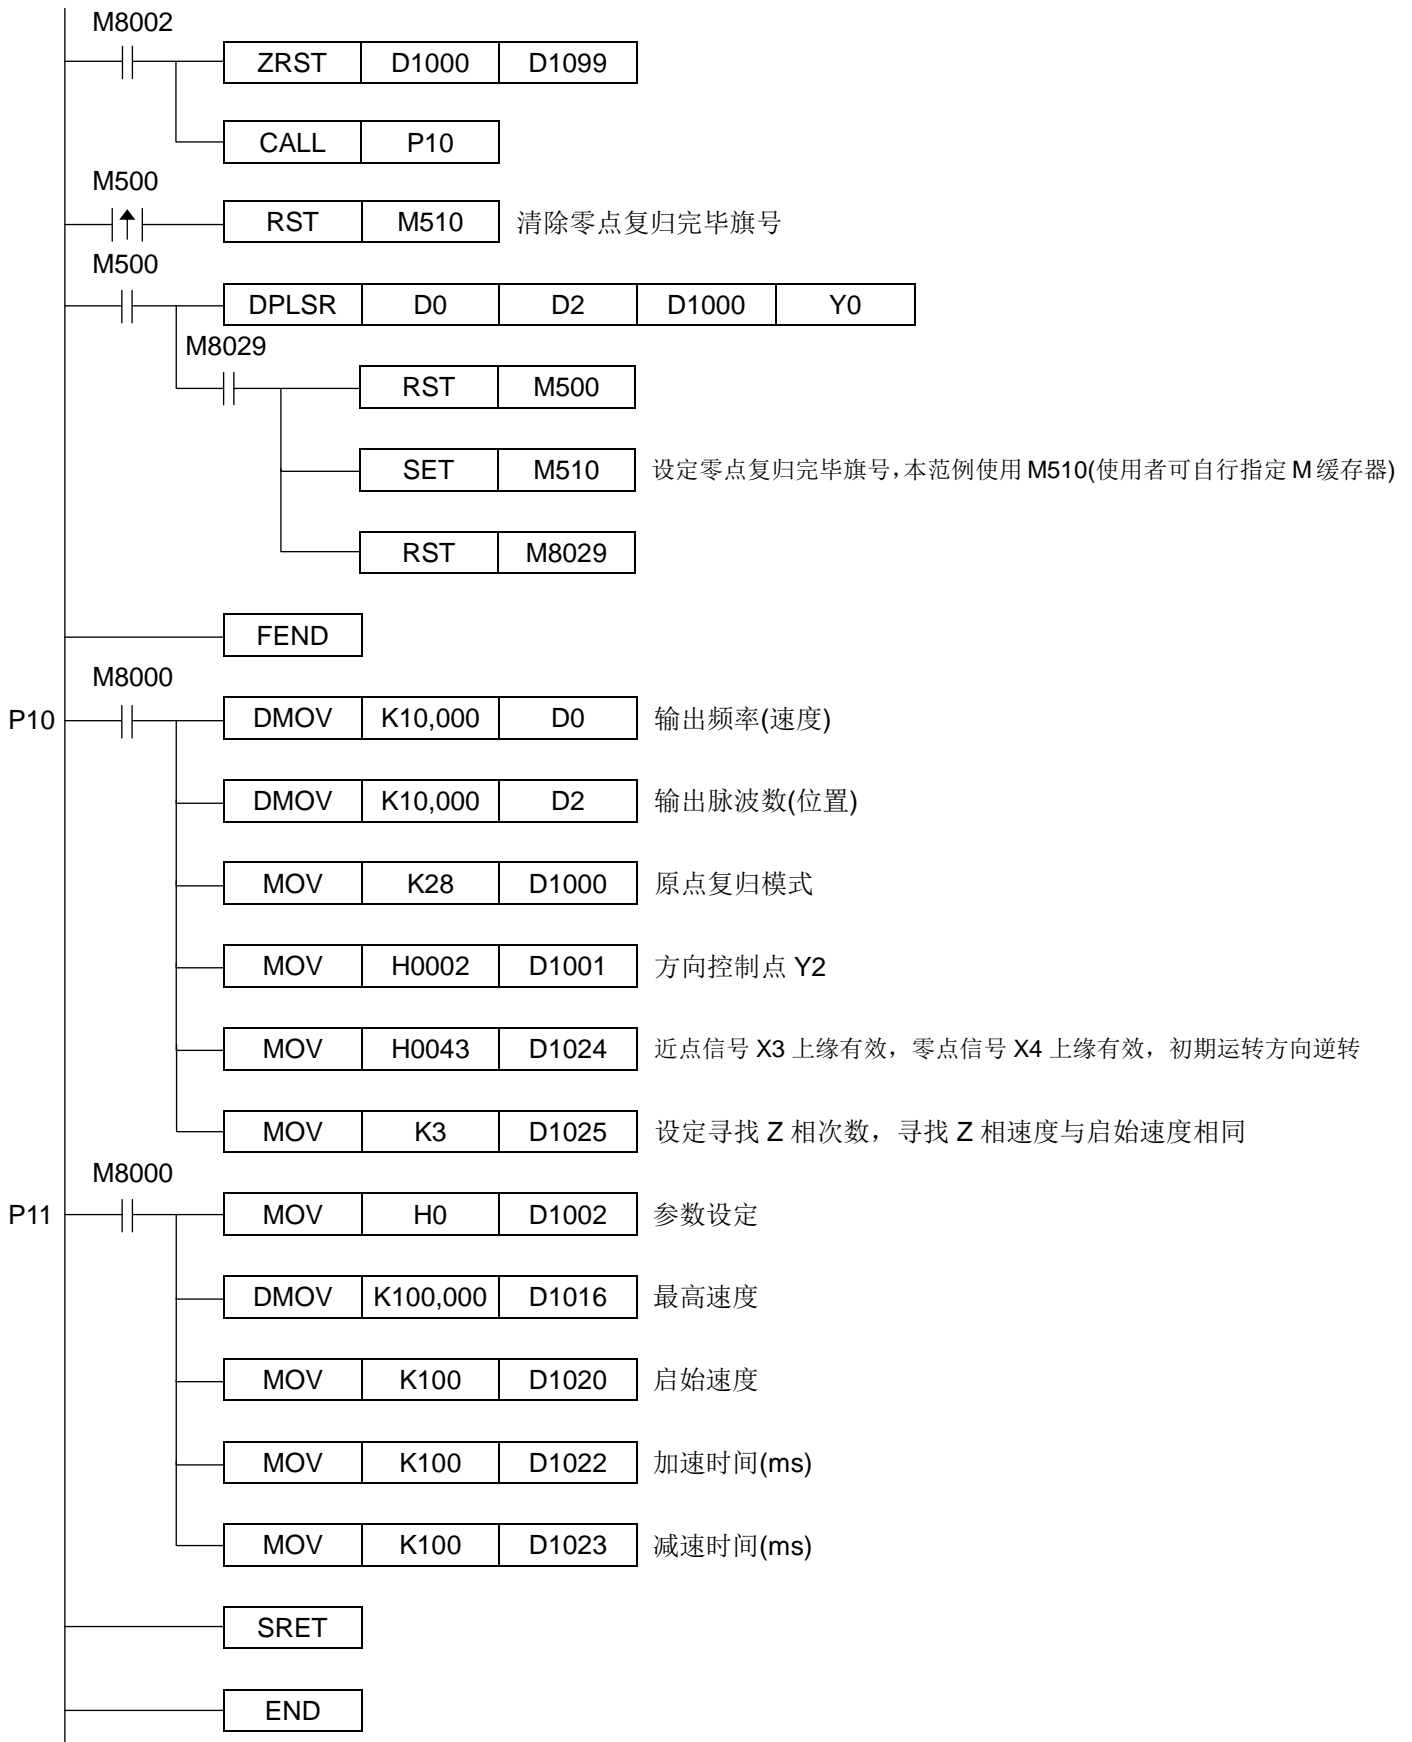 M8002
ZRST D1000 D1099
CALL P10
M500
RST M510 清除零点复归完毕旗号
M500
DPLSR D0 D2 D1000 Y0
M8029
RST M500
SET M510 设定零点复归完毕旗号，本范例使用 M510(使用者可自行指定 M 缓存器)
RST M8029
FEND
M8000
P10 DMOV K10,000 D0 输出频率(速度)
DMOV K10,000 D2 输出脉波数(位置)
MOV K28 D1000 原点复归模式
MOV H0002 D1001 方向控制点 Y2
MOV H0043 D1024 近点信号 X3 上缘有效，零点信号 X4 上缘有效，初期运转方向逆转
MOV K3 D1025 设定寻找 Z 相次数，寻找 Z 相速度与启始速度相同
M8000
P11 MOV H0 D1002 参数设定
DMOV K100,000 D1016 最高速度
MOV K100 D1020 启始速度
MOV K100 D1022 加速时间(ms)
MOV K100 D1023 减速时间(ms)
SRET
END